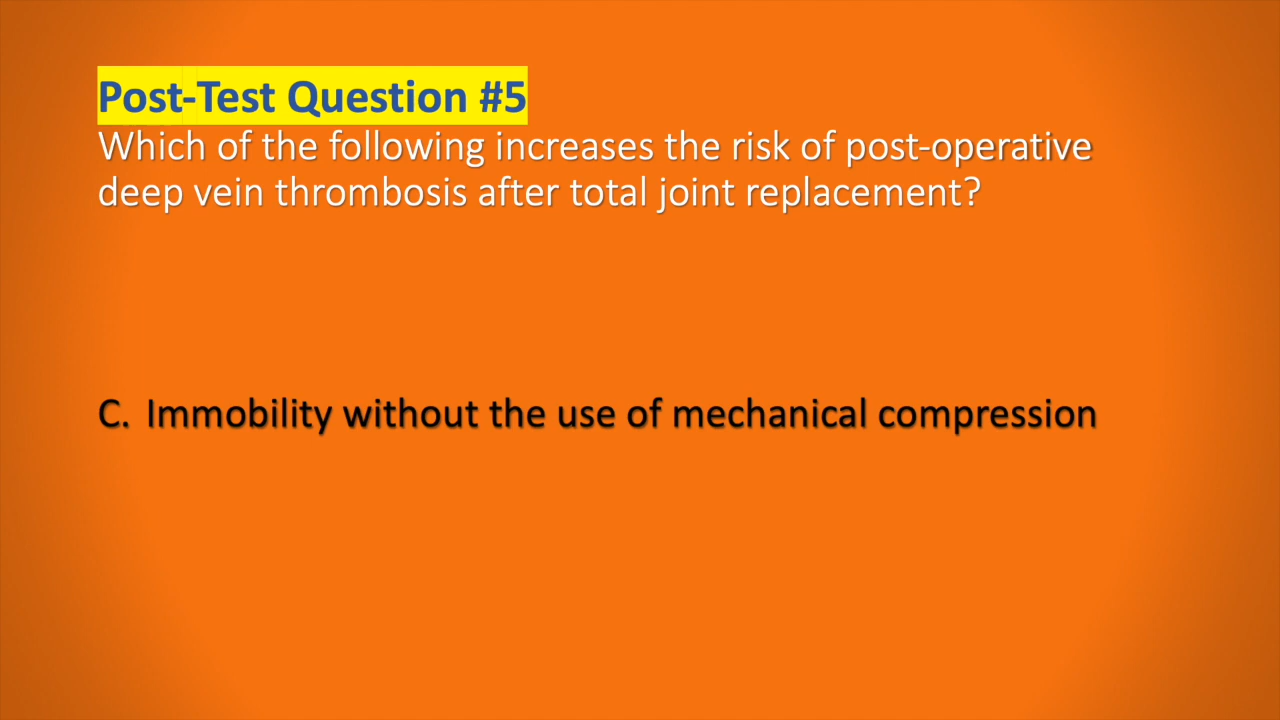 Post-Test Question #5
Which of the following increases the risk of post-operative
deep vein thrombosis after total joint replacement?
C. Immobility without the use of mechanical compression